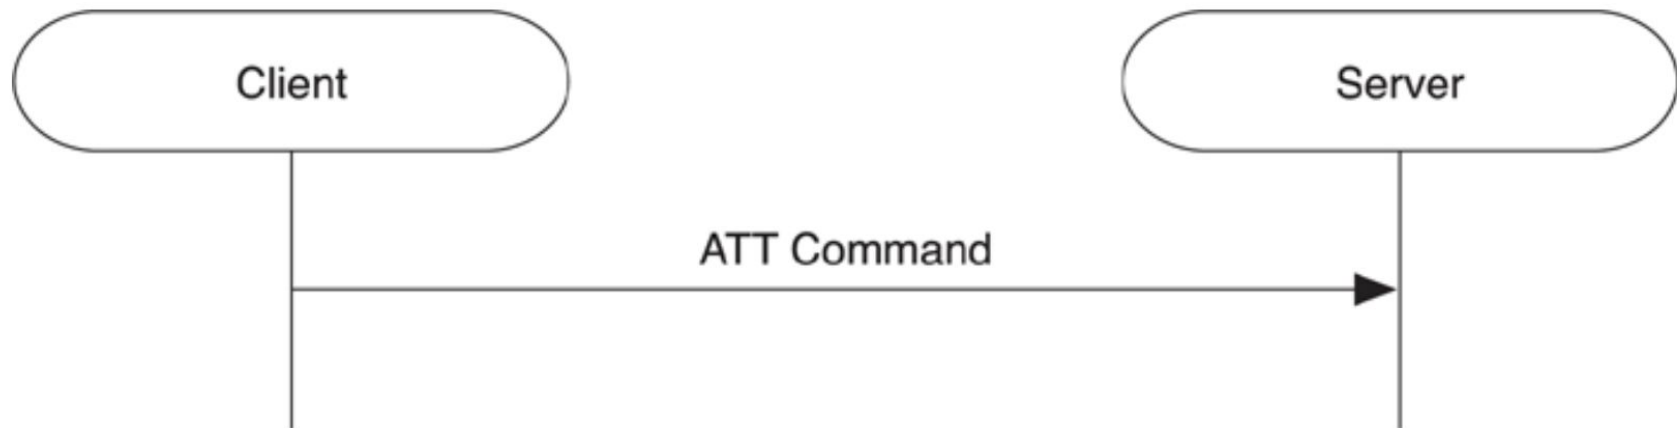 Client
Server
ATT Command